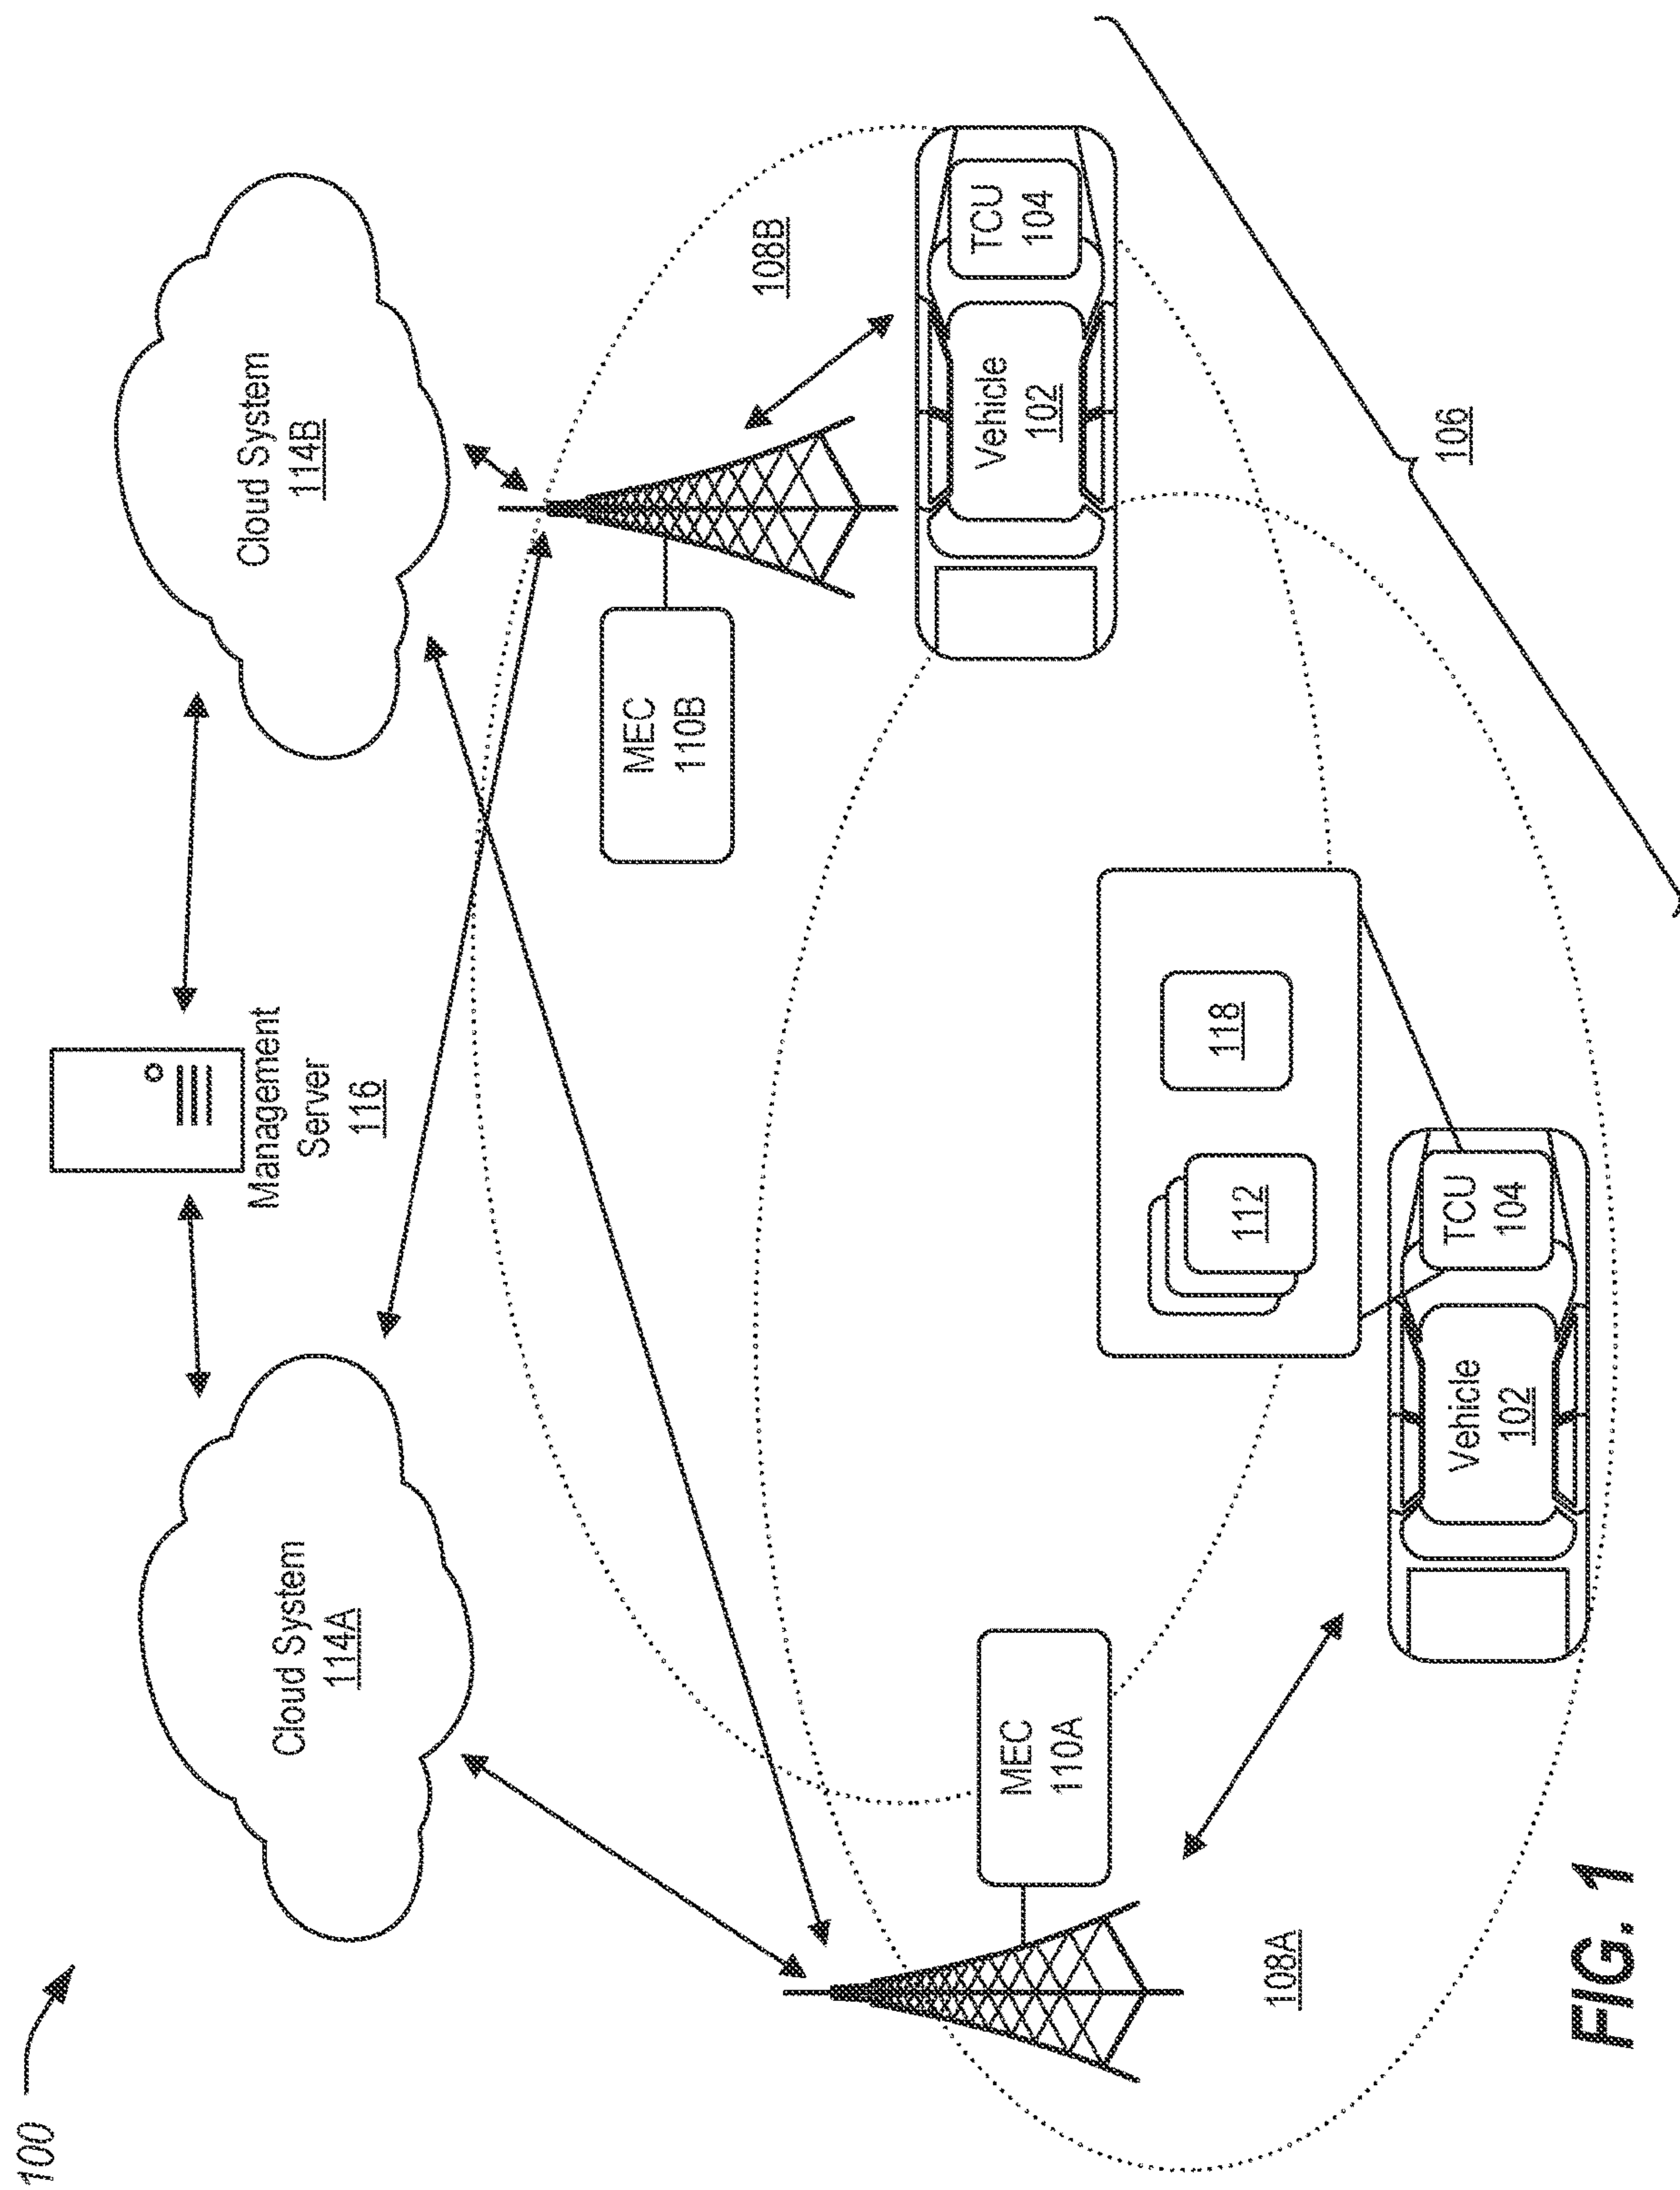 100
Management
Server
116
Cloud System
114A
Cloud System
114B
MEC
110B
108B
MEC
110A
108A
TCU
104
Vehicle
102
112
118
TCU
104
Vehicle
102
106
FIG. 1